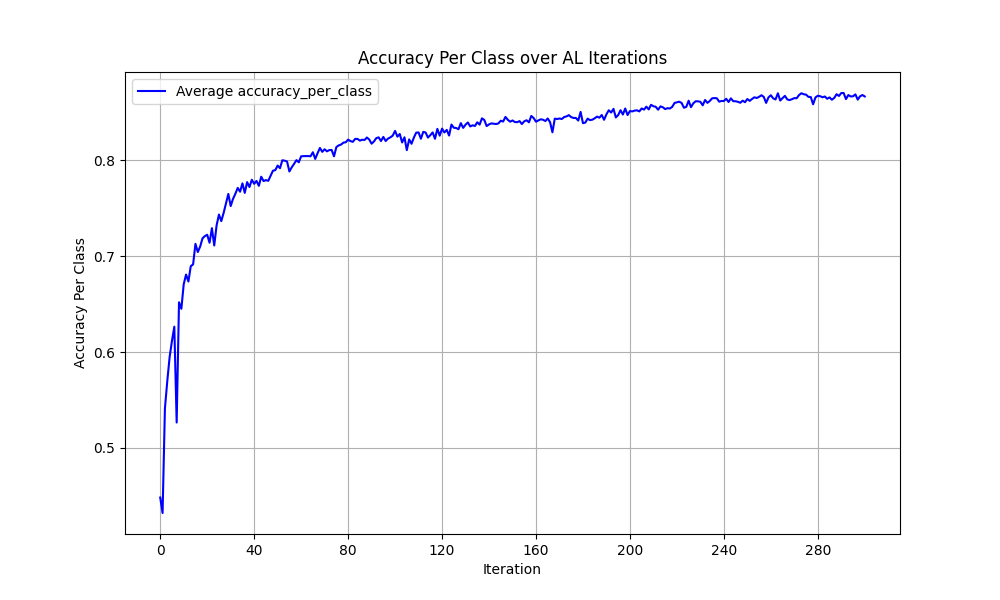 Accuracy Per Class over AL Iterations
Average accuracy_per_class
Accuracy Per Class
0.8
0.7
0.6
0.5
0 40 80 120 160 200 240 280
Iteration